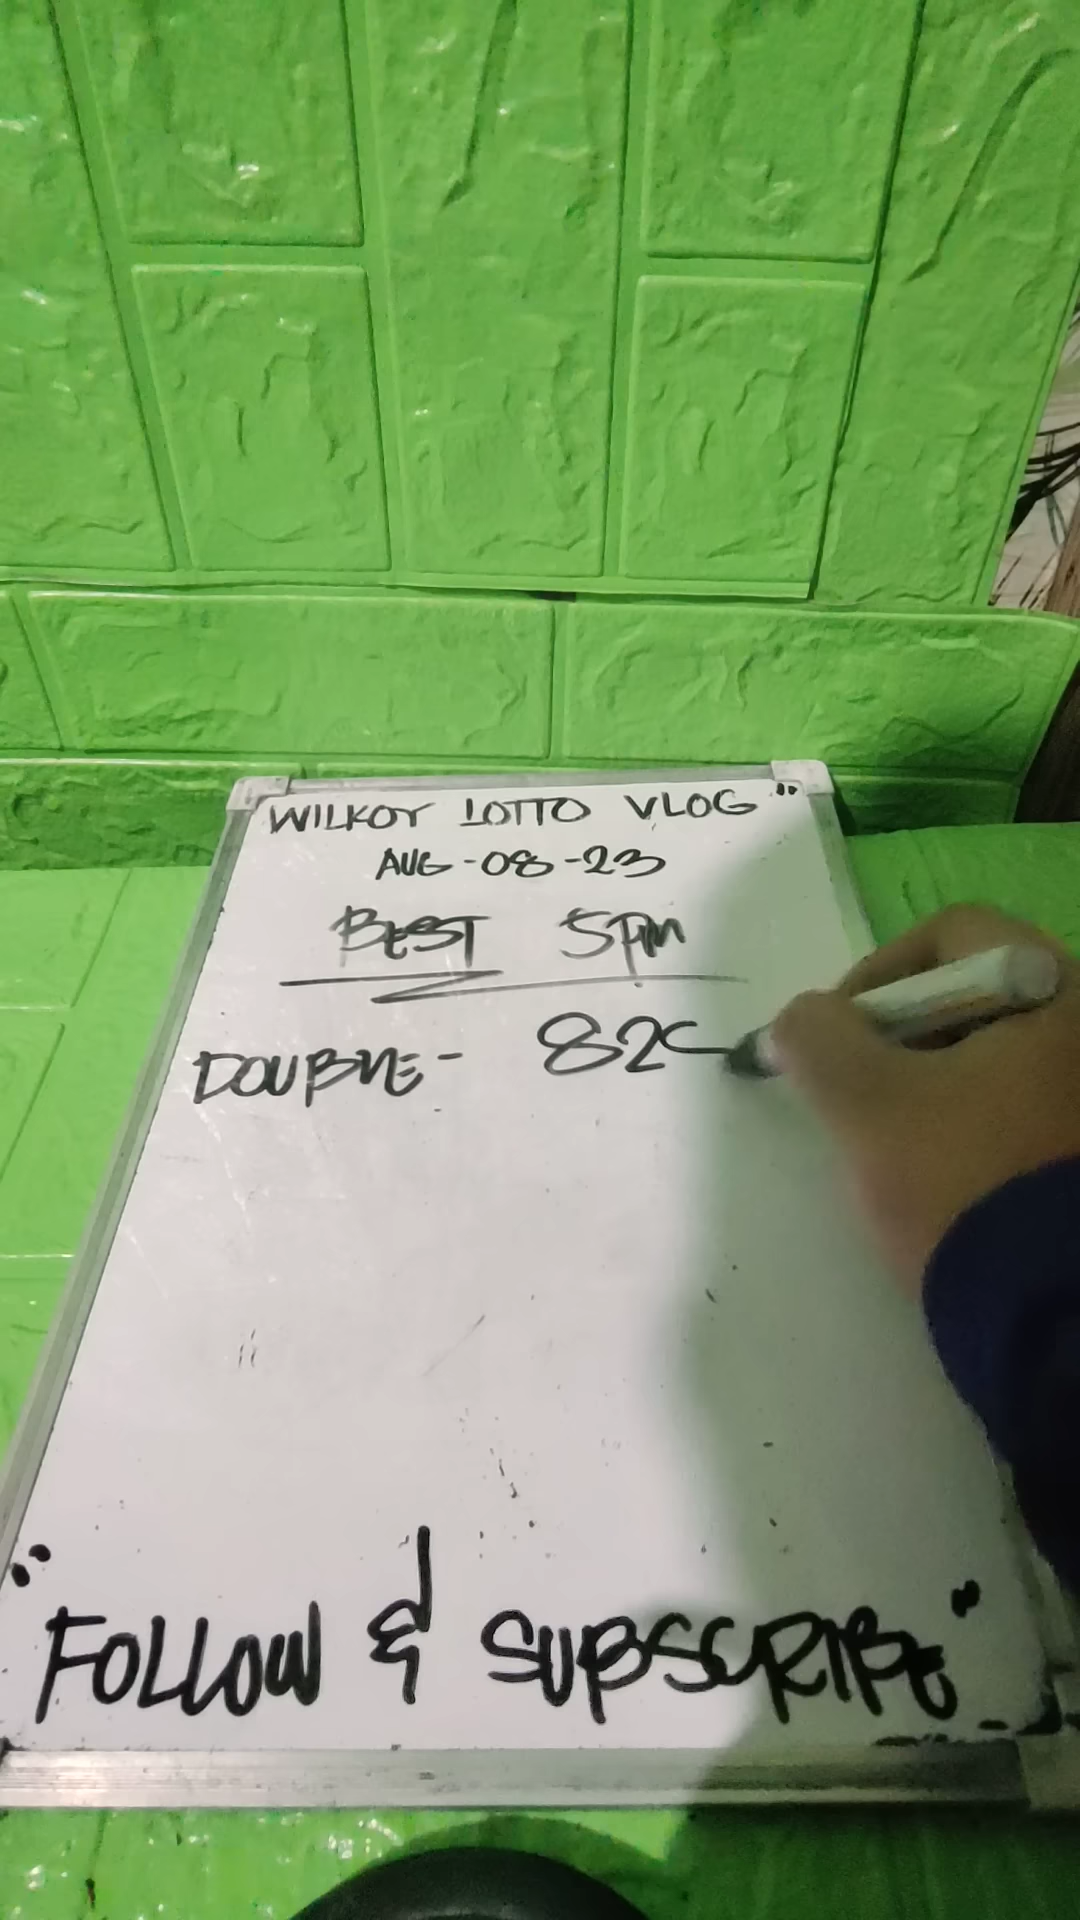 WILKOY LOTTO VLOG "
AUG-08-23
BEST 5PM
DOUBLE- 82
"FOLLOW & SUBSCRIBE"